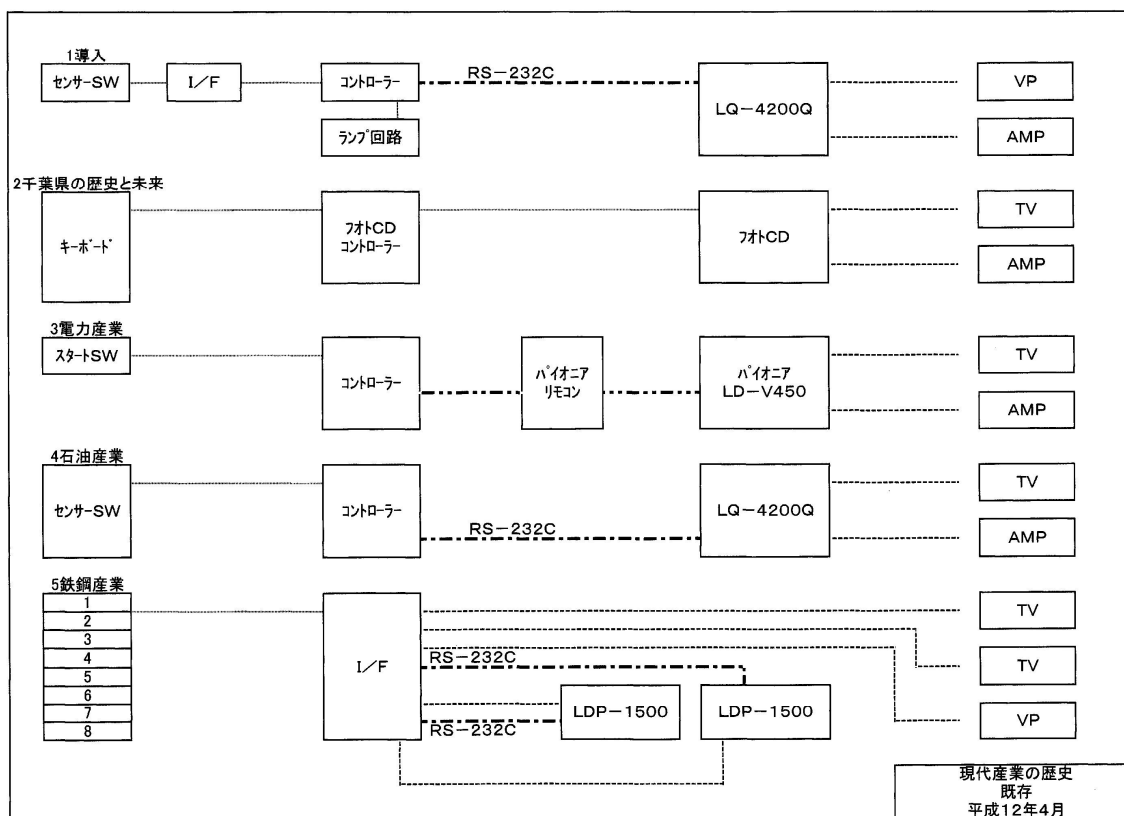 1導入
センサーSW
I/F
コントローラー
RS-232C
LQ-4200Q
VP
ランプ回路
AMP
2千葉県の歴史と未来
キーボード
フォトCD
コントローラー
フォトCD
TV
AMP
3電力産業
スタートSW
コントローラー
パイオニア
リモコン
パイオニア
LD-V450
TV
AMP
4石油産業
センサーSW
コントローラー
RS-232C
LQ-4200Q
TV
AMP
5鉄鋼産業
1
2
3
4
5
6
7
8
I/F
RS-232C
RS-232C
LDP-1500
LDP-1500
TV
TV
VP
現代産業の歴史
既存
平成12年4月